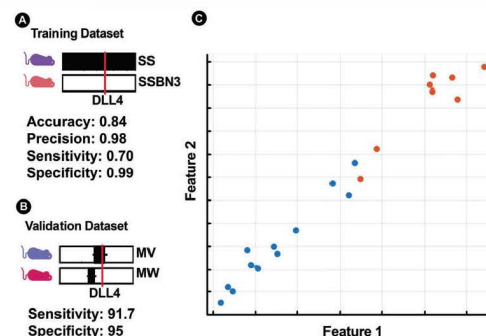 A
Training Dataset
SS
SSBN3
DLL4
Accuracy: 0.84
Precision: 0.98
Sensitivity: 0.70
Specificity: 0.99
B
Validation Dataset
MV
MW
DLL4
Sensitivity: 91.7
Specificity: 95
C
Feature 2
Feature 1